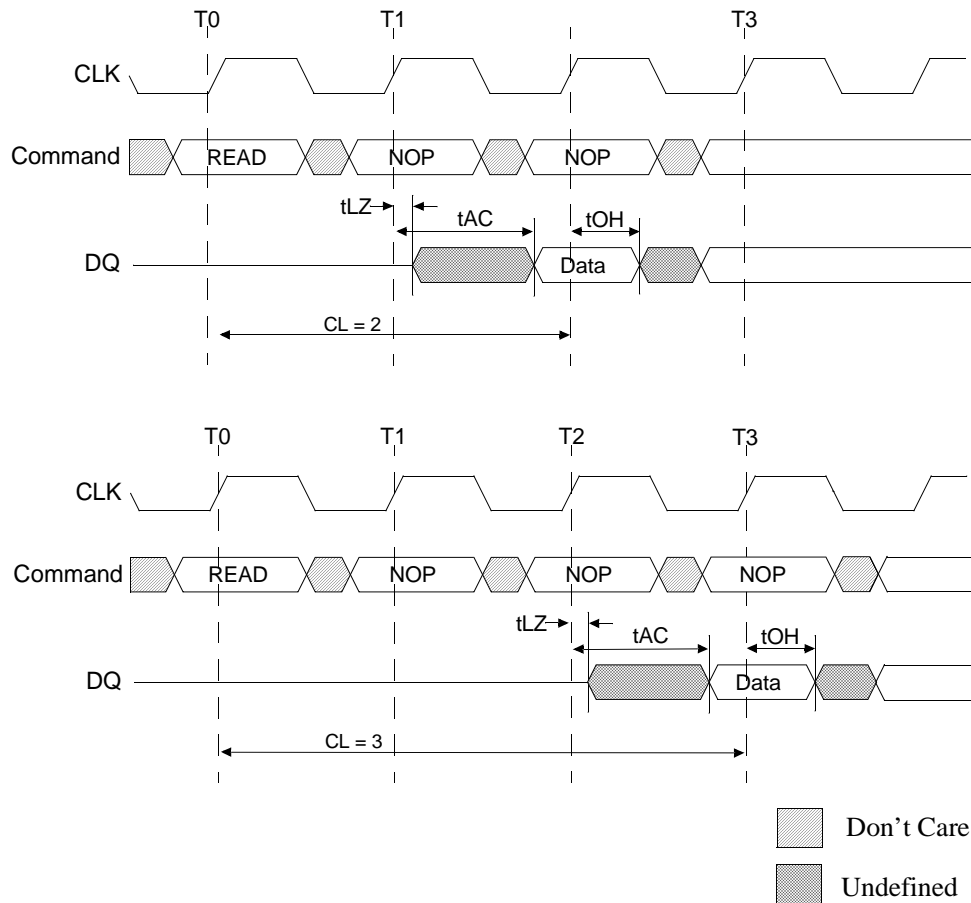 T0 T1 T3
CLK
Command READ NOP NOP
tLZ tAC tOH
DQ Data
CL = 2
T0 T1 T2 T3
CLK
Command READ NOP NOP NOP
tLZ tAC tOH
DQ Data
CL = 3
Don't Care
Undefined